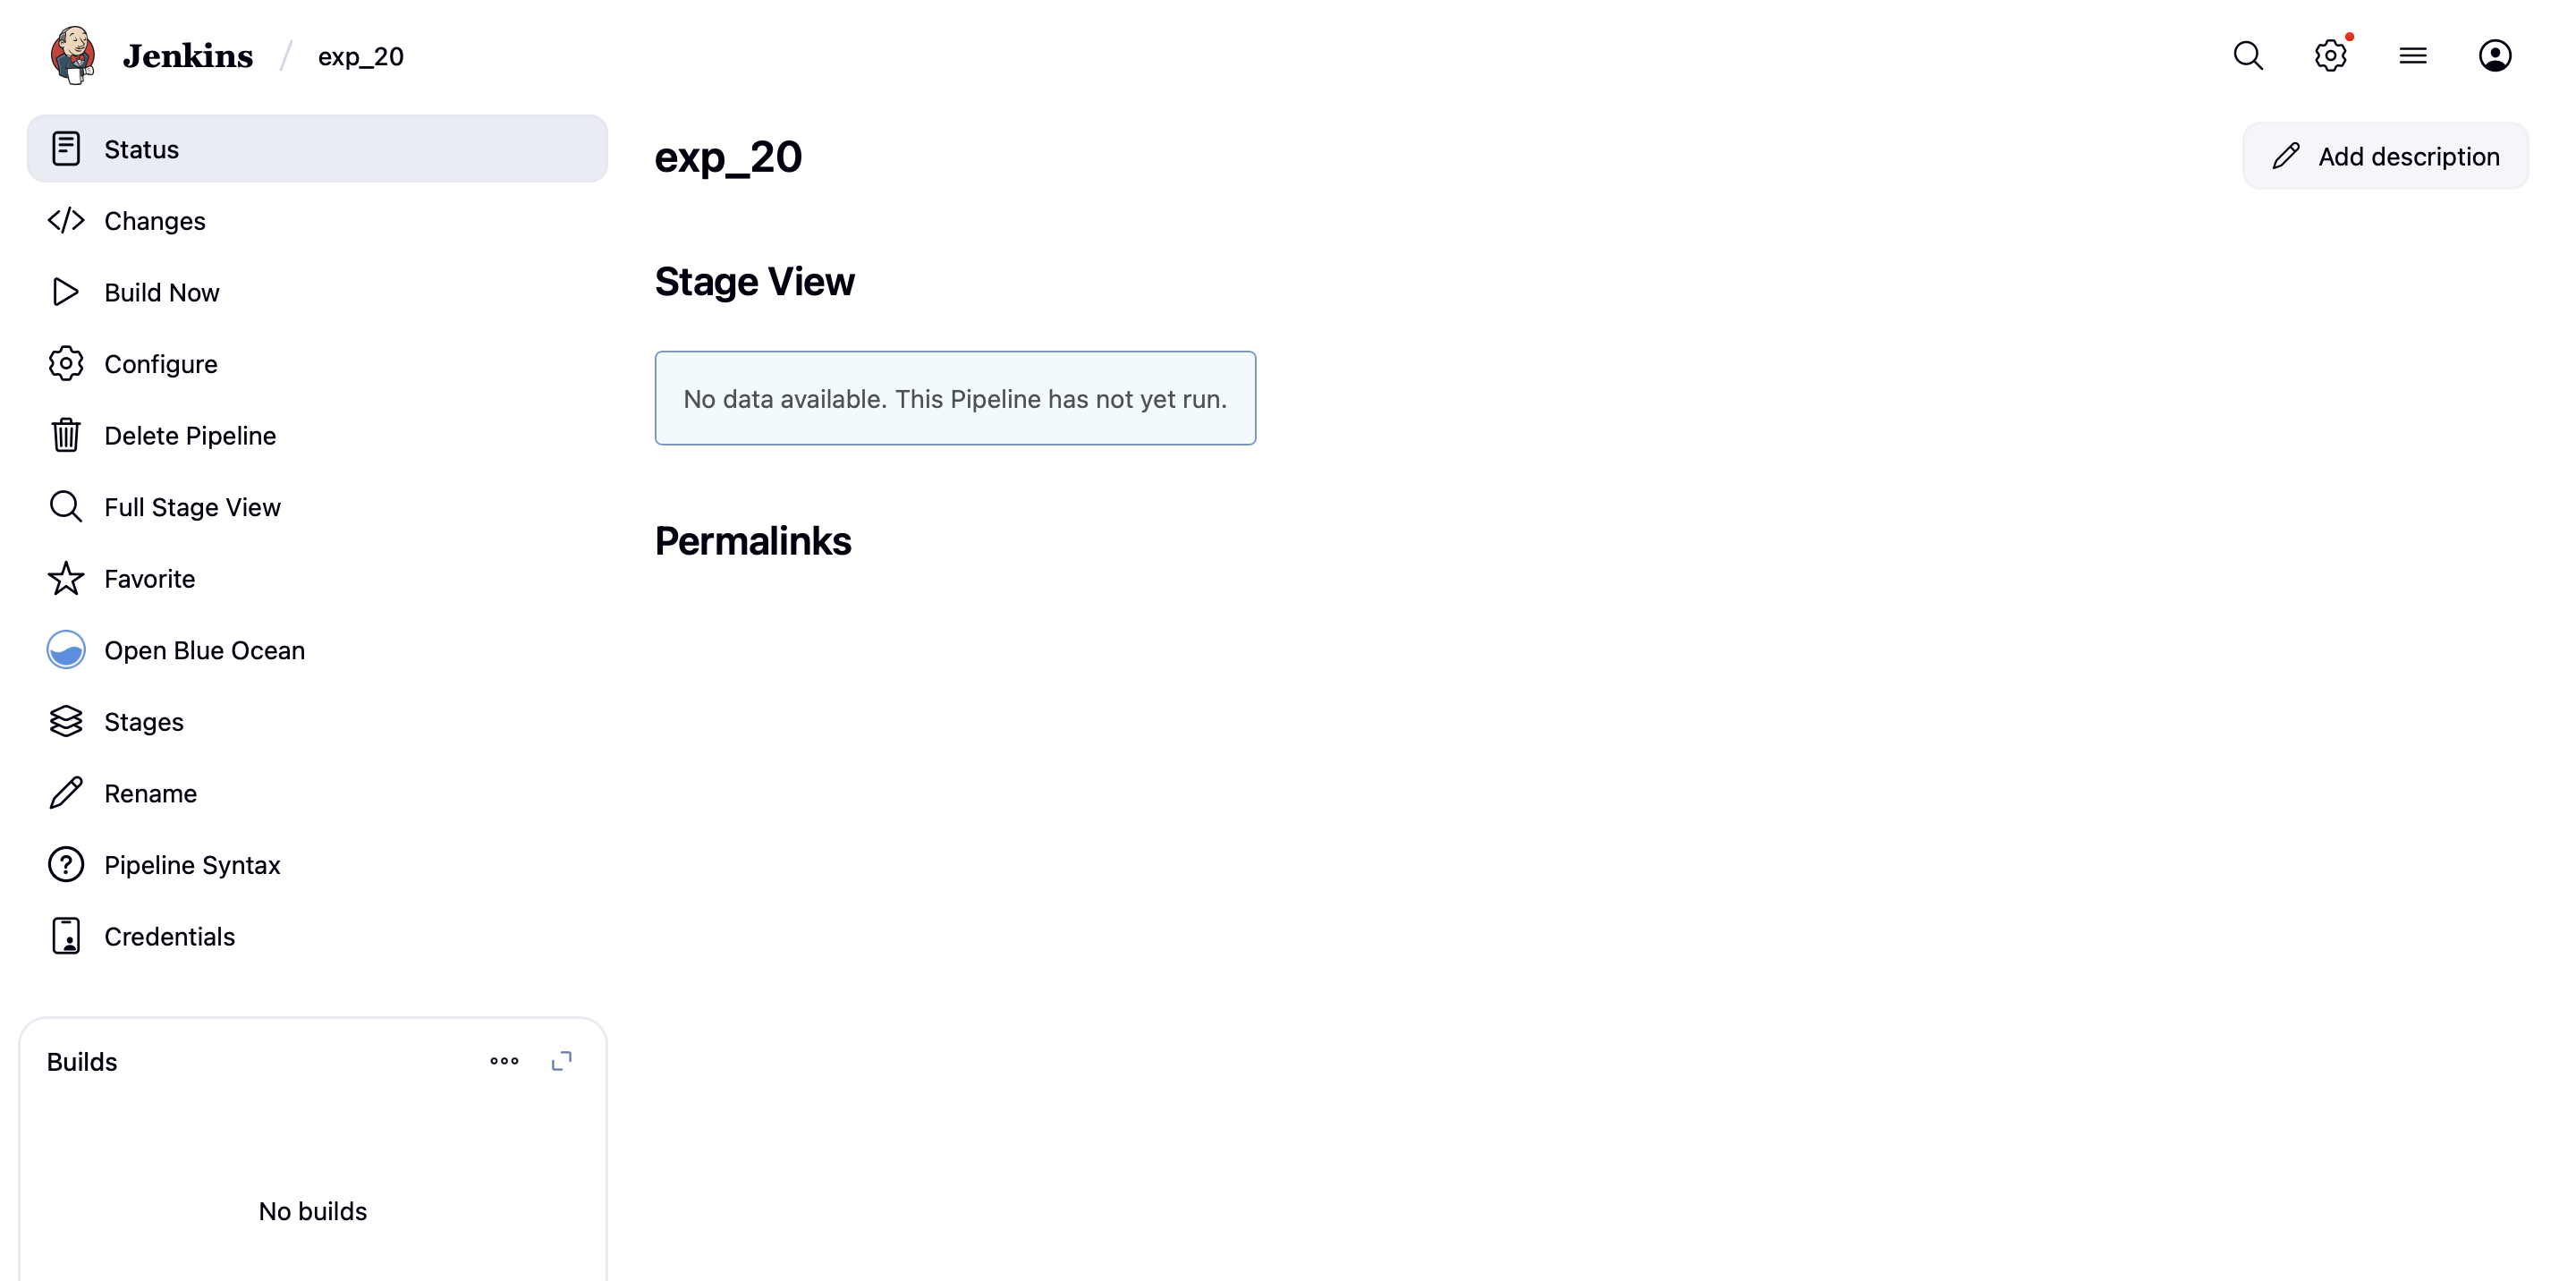 Jenkins / exp_20
Status
Changes
Build Now
Configure
Delete Pipeline
Full Stage View
Favorite
Open Blue Ocean
Stages
Rename
Pipeline Syntax
Credentials
Builds
No builds
exp_20
Add description
Stage View
No data available. This Pipeline has not yet run.
Permalinks